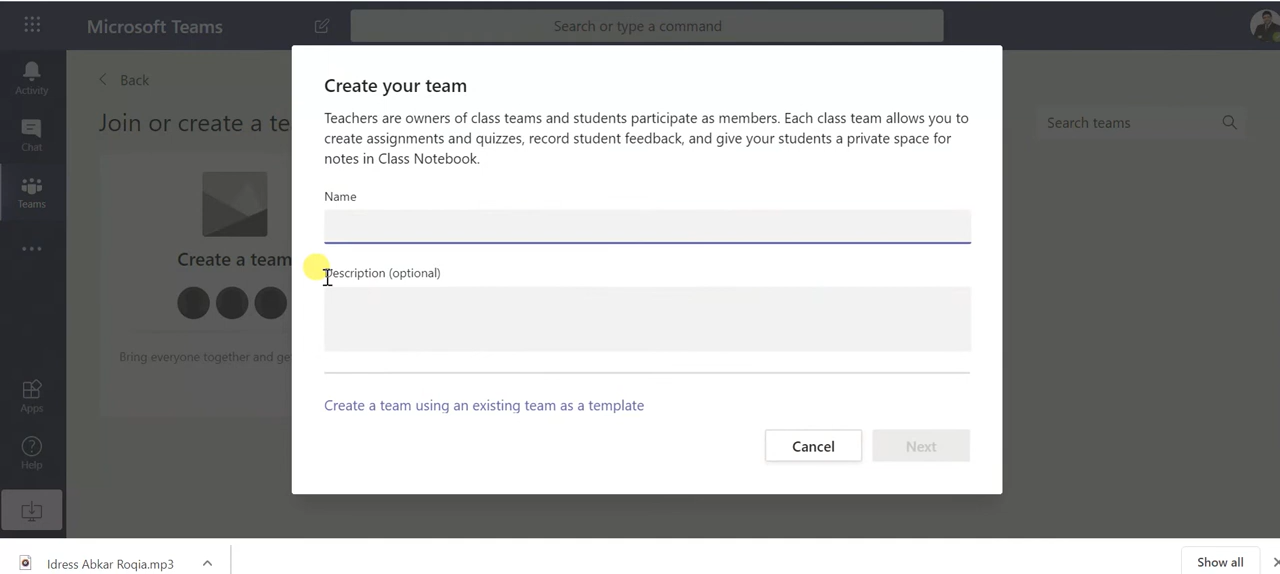 Microsoft Teams
Search or type a command
Activity
Chat
Teams
Apps
Help
Back
Join or create a te
Search teams
Create a team
Bring everyone together and ge
Create your team
Teachers are owners of class teams and students participate as members. Each class team allows you to
create assignments and quizzes, record student feedback, and give your students a private space for
notes in Class Notebook.
Name
Description (optional)
Create a team using an existing team as a template
Cancel
Next
Idress Abkar Roqia.mp3
Show all